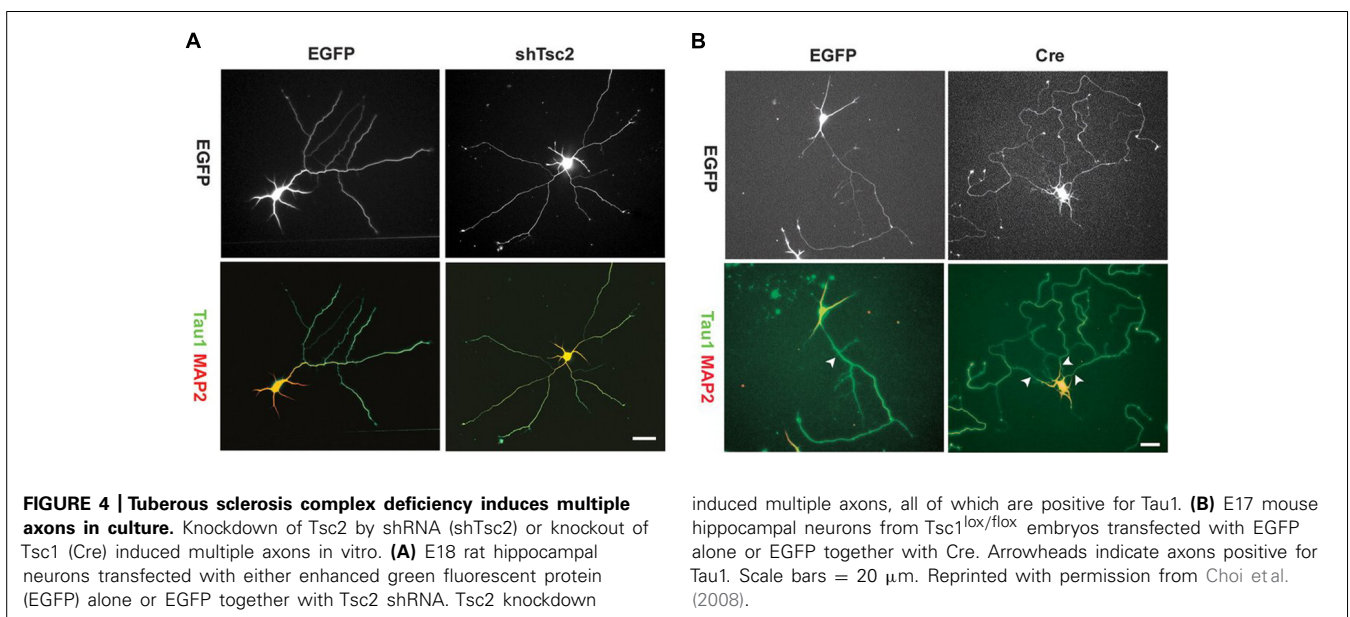 A
EGFP
shTsc2
EGFP
Tau1 MAP2
B
EGFP
Cre
EGFP
Tau1 MAP2
FIGURE 4 | Tuberous sclerosis complex deficiency induces multiple
axons in culture. Knockdown of Tsc2 by shRNA (shTsc2) or knockout of
Tsc1 (Cre) induced multiple axons in vitro. (A) E18 rat hippocampal
neurons transfected with either enhanced green fluorescent protein
(EGFP) alone or EGFP together with Tsc2 shRNA. Tsc2 knockdown
induced multiple axons, all of which are positive for Tau1. (B) E17 mouse
hippocampal neurons from Tsc1lox/flox embryos transfected with EGFP
alone or EGFP together with Cre. Arrowheads indicate axons positive for
Tau1. Scale bars = 20 μm. Reprinted with permission from Choi et al.
(2008).